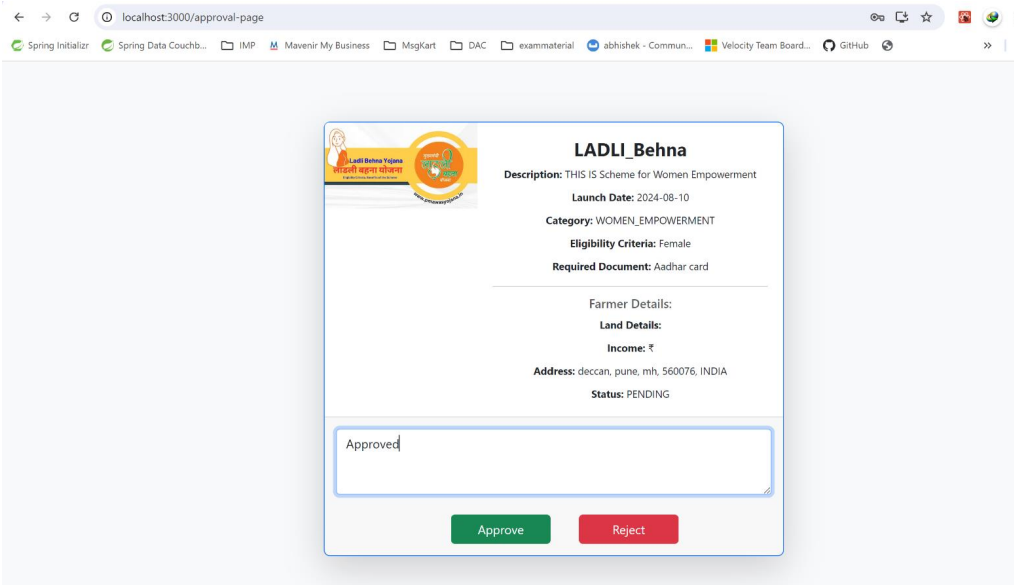 localhost:3000/approval-page
Spring Initializr
Spring Data Couchb...
IMP
M Mavenir My Business
MsgKart
DAC
exammaterial
abhishek - Commun...
Velocity Team Board...
GitHub
»
Ladli Behna Yojana
लाडली बहना योजना
www.pmawasyojana.in
LADLI_Behna
Description: THIS IS Scheme for Women Empowerment
Launch Date: 2024-08-10
Category: WOMEN_EMPOWERMENT
Eligibility Criteria: Female
Required Document: Aadhar card
Farmer Details:
Land Details:
Income: ₹
Address: deccan, pune, mh, 560076, INDIA
Status: PENDING
Approved
Approve
Reject